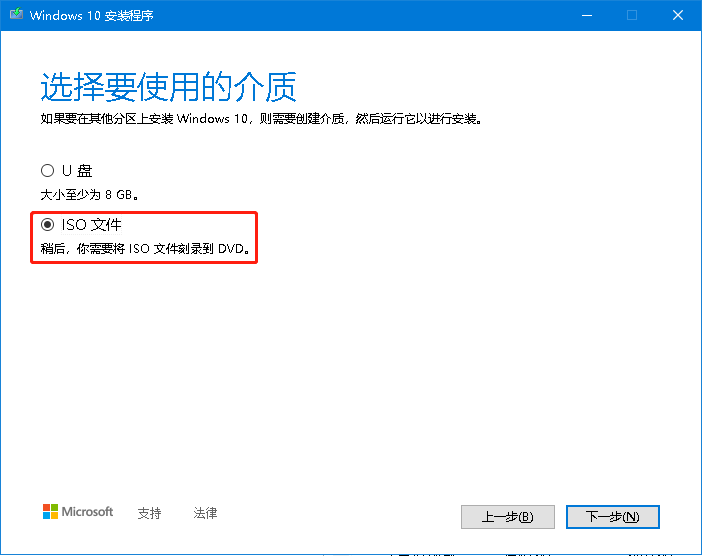 Windows 10 安装程序
选择要使用的介质
如果要在其他分区上安装 Windows 10，则需要创建介质，然后运行它以进行安装。
U 盘
大小至少为 8 GB。
ISO 文件
稍后，你需要将 ISO 文件刻录到 DVD。
Microsoft 支持 法律 上一步(B) 下一步(N)